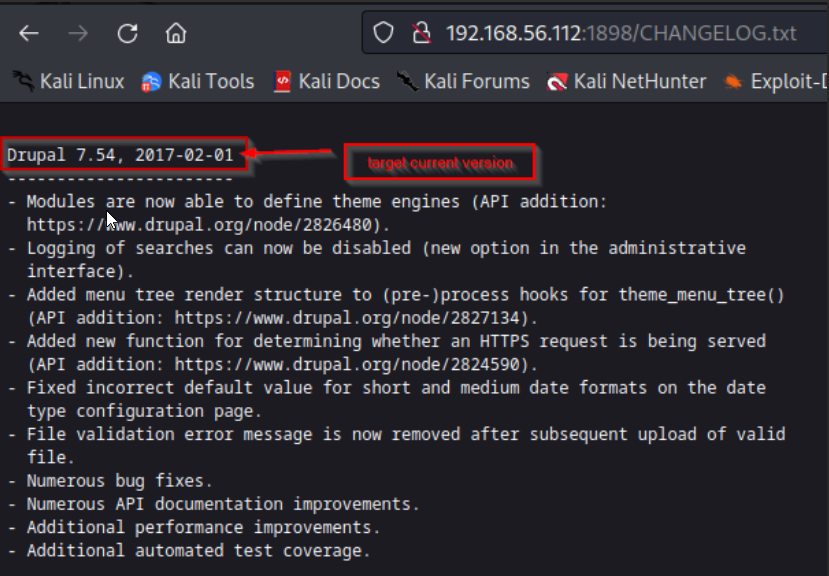 192.168.56.112:1898/CHANGELOG.txt
Kali Linux Kali Tools Kali Docs Kali Forums Kali NetHunter Exploit-D
Drupal 7.54, 2017-02-01 target current version
-----------------------
- Modules are now able to define theme engines (API addition:
https://www.drupal.org/node/2826480).
- Logging of searches can now be disabled (new option in the administrative
interface).
- Added menu tree render structure to (pre-)process hooks for theme_menu_tree()
(API addition: https://www.drupal.org/node/2827134).
- Added new function for determining whether an HTTPS request is being served
(API addition: https://www.drupal.org/node/2824590).
- Fixed incorrect default value for short and medium date formats on the date
type configuration page.
- File validation error message is now removed after subsequent upload of valid
file.
- Numerous bug fixes.
- Numerous API documentation improvements.
- Additional performance improvements.
- Additional automated test coverage.